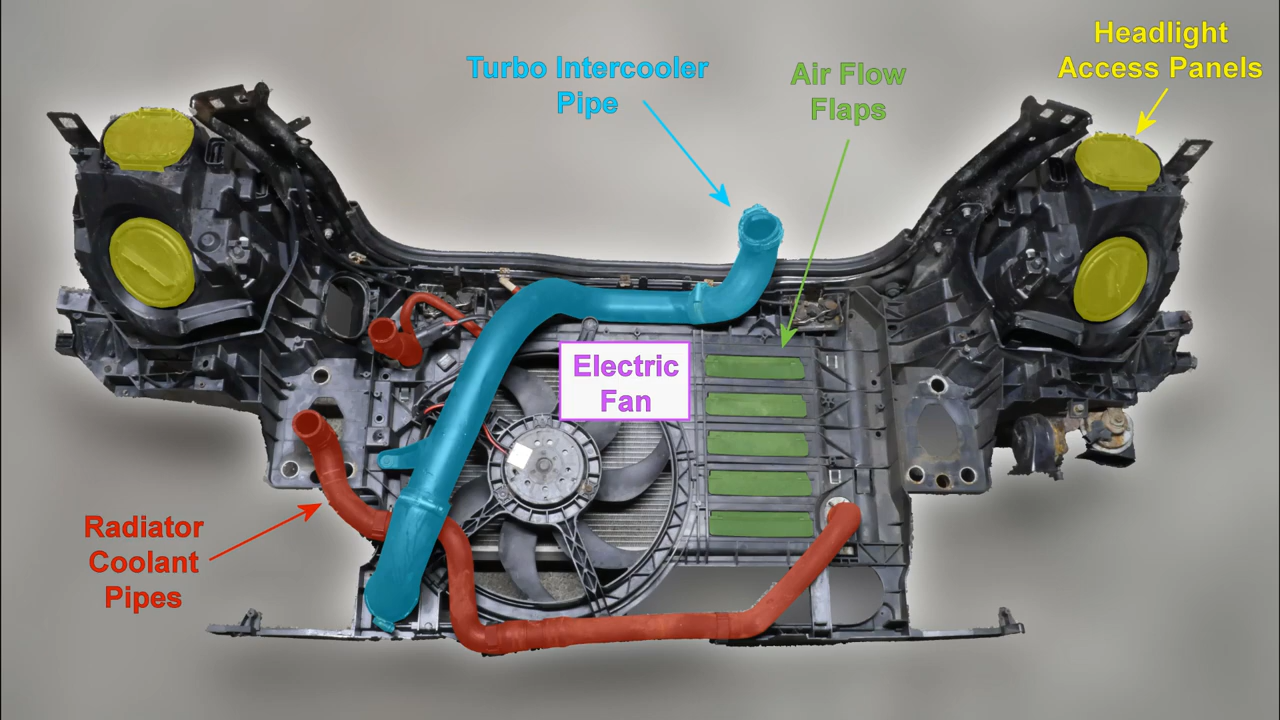 Headlight
Access Panels
Turbo Intercooler
Pipe
Air Flow
Flaps
Electric
Fan
Radiator
Coolant
Pipes